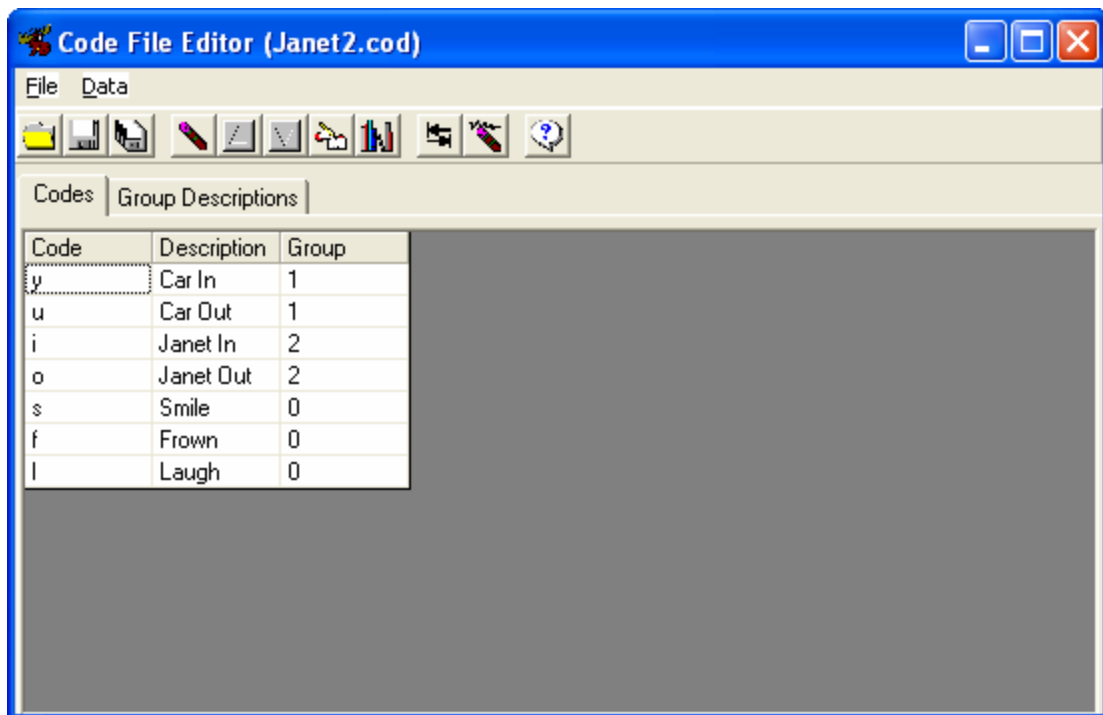 Code File Editor (Janet2.cod)
File Data
Codes Group Descriptions
Code Description Group
y Car In 1
u Car Out 1
i Janet In 2
o Janet Out 2
s Smile 0
f Frown 0
l Laugh 0